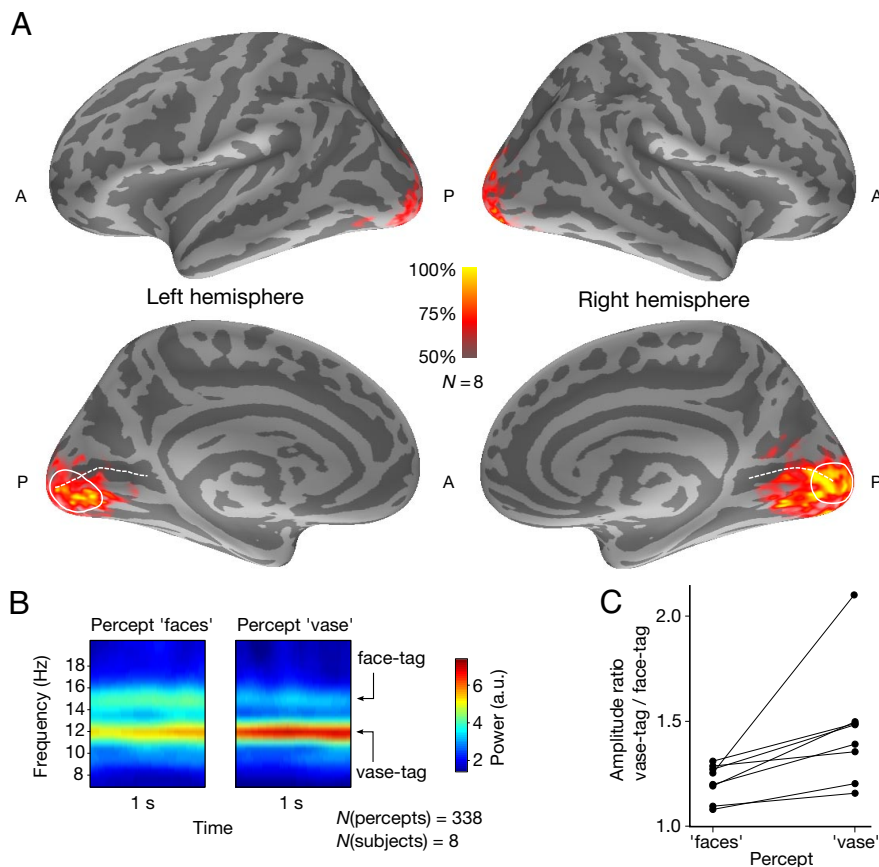 A
A
P
A
100%
75%
50%
N = 8
Left hemisphere
Right hemisphere
P
A
P
B
Percept 'faces'
Percept 'vase'
Frequency (Hz)
18
16
14
12
10
8
face-tag
vase-tag
6
4
2
Power (a.u.)
1 s
1 s
Time
N(percepts) = 338
N(subjects) = 8
C
Amplitude ratio
vase-tag / face-tag
2.0
1.5
1.0
'faces'
'vase'
Percept